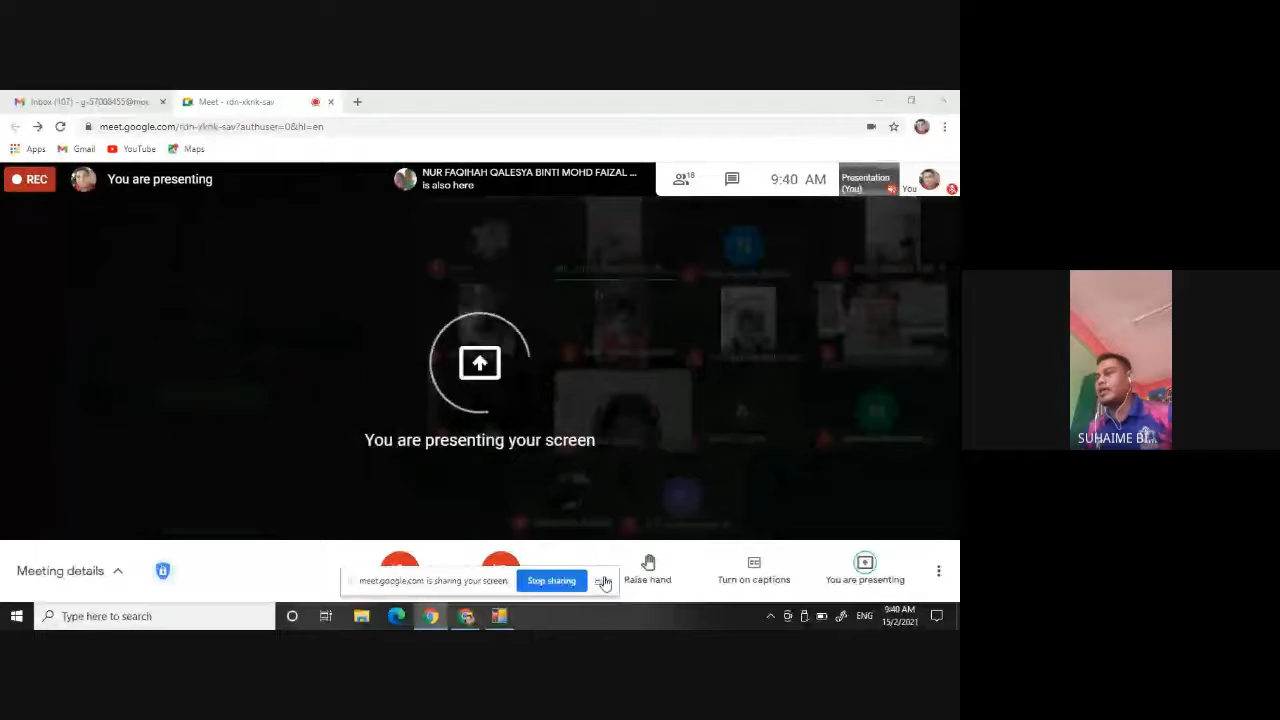 Inbox (107) - g-57008455@moe
Meet - rdn-xknk-sav
meet.google.com/rdn-xknk-sav?authuser=0&hl=en
Apps
Gmail
YouTube
Maps
REC
You are presenting
NUR FAQIHAH QALESYA BINTI MOHD FAIZAL ...
is also here
18
9:40 AM
Presentation
(You)
You
You are presenting your screen
SUHAIME BI...
Meeting details
meet.google.com is sharing your screen.
Stop sharing
Raise hand
Turn on captions
You are presenting
Type here to search
ENG
9:40 AM
15/2/2021